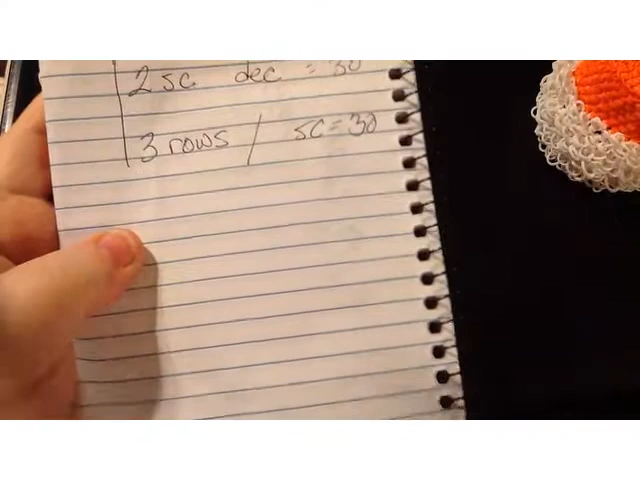 2 sc dec = 30
3 rows / sc = 30